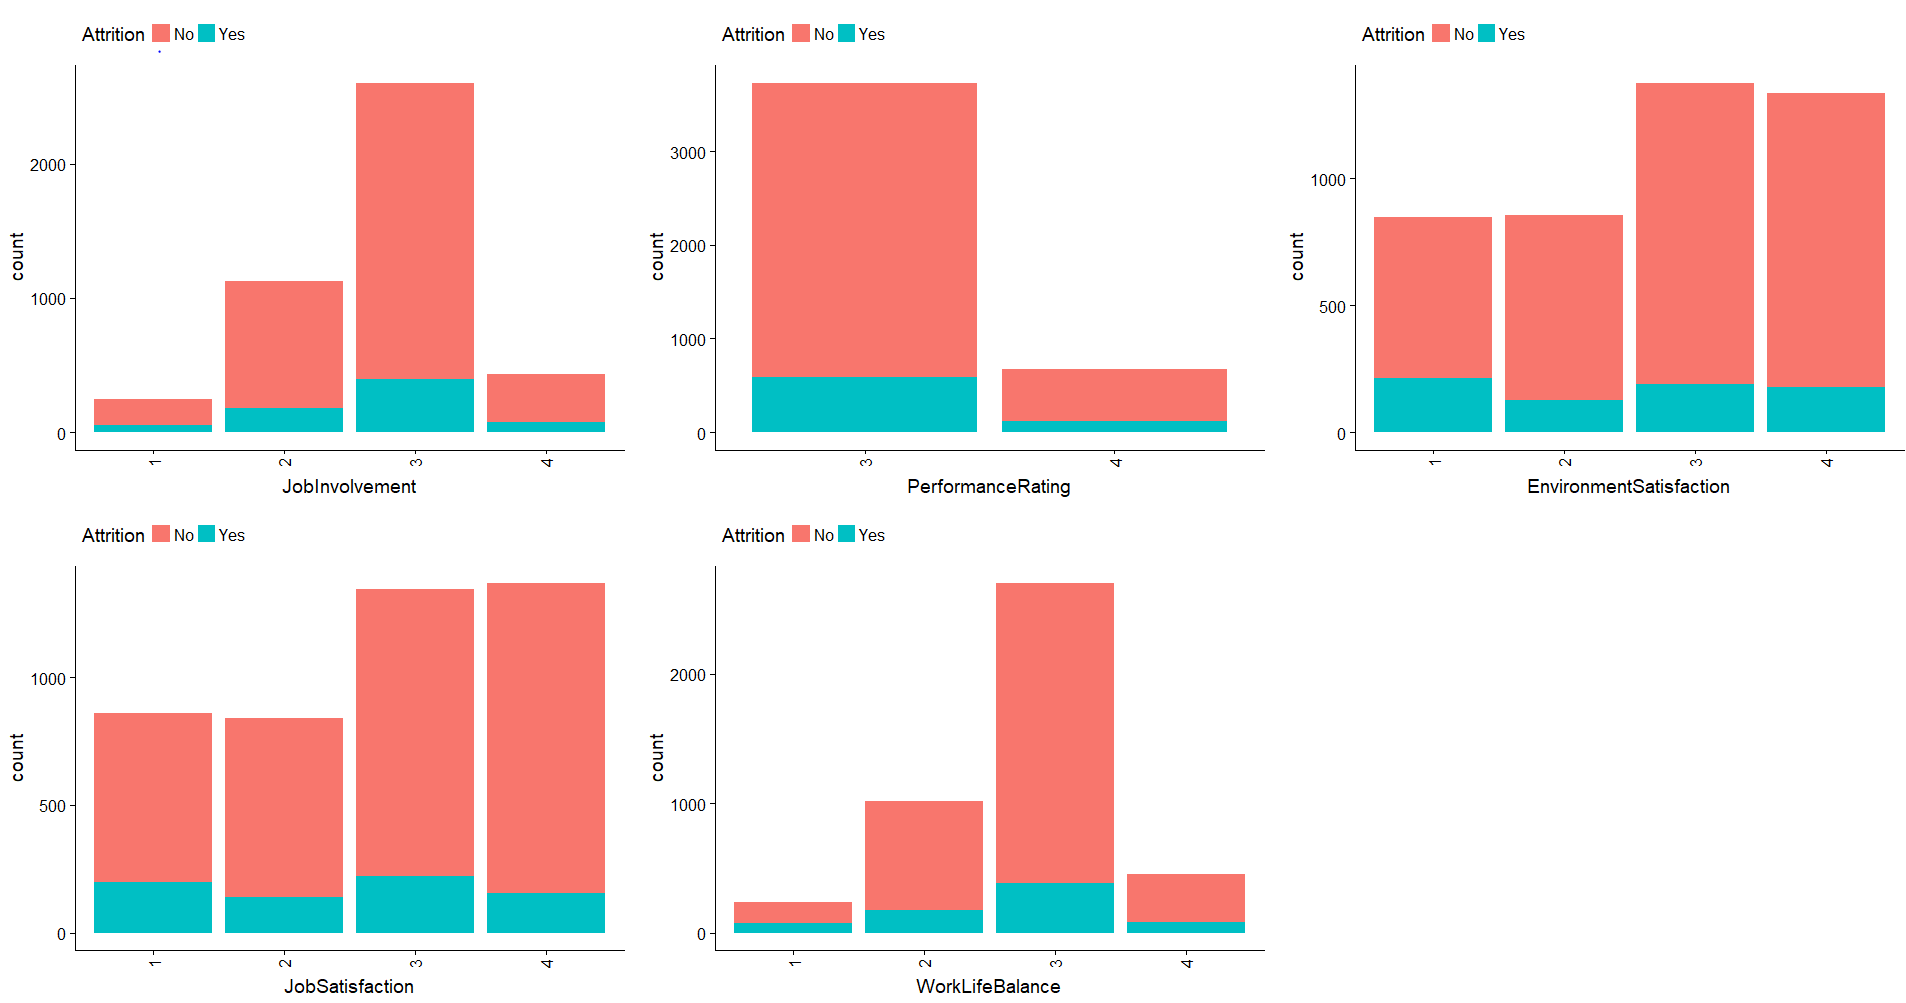 Attrition No Yes
count
2000
1000
0
1 2 3 4
JobInvolvement
Attrition No Yes
count
3000
2000
1000
0
3 4
PerformanceRating
Attrition No Yes
count
1000
500
0
1 2 3 4
EnvironmentSatisfaction
Attrition No Yes
count
1000
500
0
1 2 3 4
JobSatisfaction
Attrition No Yes
count
2000
1000
0
1 2 3 4
WorkLifeBalance